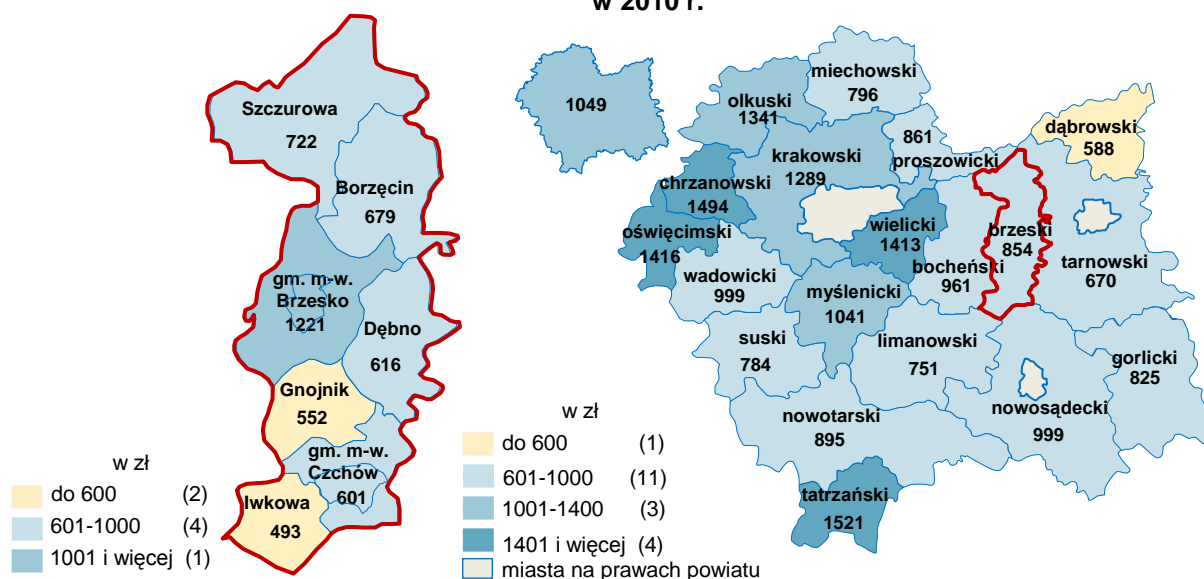 w 2010 r.
Szczurowa
722
Borzęcin
679
gm. m-w.
Brzesko
1221
Dębno
616
Gnojnik
552
gm. m-w.
Czchów
601
Iwkowa
493
w zł
do 600 (2)
601-1000 (4)
1001 i więcej (1)
1049
miechowski
796
olkuski
1341
dąbrowski
588
861
proszowicki
krakowski
1289
chrzanowski
1494
wielicki
1413
brzeski
854
oświęcimski
1416
bocheński
961
tarnowski
670
wadowicki
999
myślenicki
1041
suski
784
limanowski
751
gorlicki
825
nowosądecki
999
nowotarski
895
tatrzański
1521
w zł
do 600 (1)
601-1000 (11)
1001-1400 (3)
1401 i więcej (4)
miasta na prawach powiatu